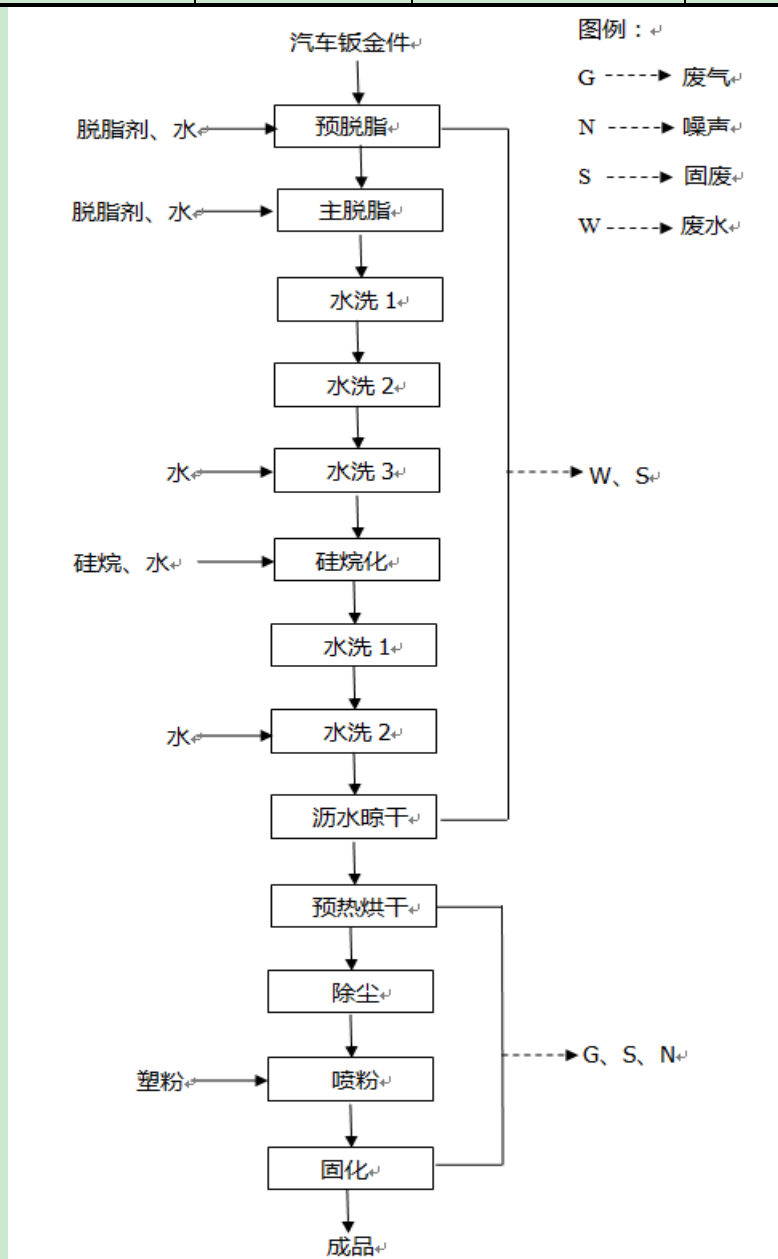 汽车钣金件
图例：
G 废气
N 噪声
S 固废
W 废水
脱脂剂、水
预脱脂
脱脂剂、水
主脱脂
水洗 1
水洗 2
水
水洗 3
W、S
硅烷、水
硅烷化
水洗 1
水
水洗 2
沥水晾干
预热烘干
除尘
G、S、N
塑粉
喷粉
固化
成品